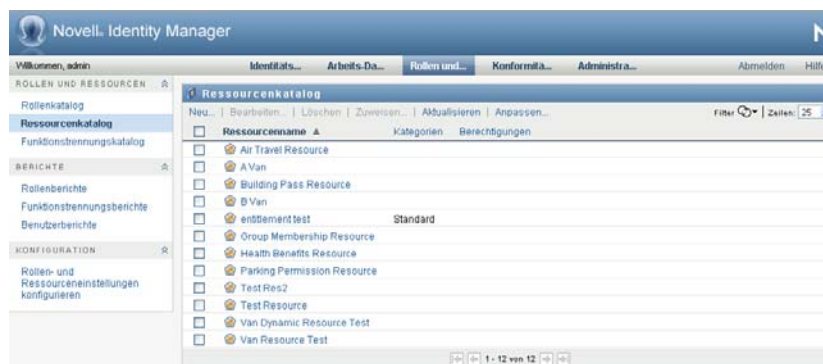 Novell® Identity Manager
N
Willkommen, admin
Identitäts... Arbeits-Da... Rollen und... Konformitä... Administra... Abmelden Hilfe
ROLLEN UND RESSOURCEN
Rollenkatalog
Ressourcenkatalog
Funktionstrennungskatalog
BERICHTE
Rollenberichte
Funktionstrennungsberichte
Benutzerberichte
KONFIGURATION
Rollen- und
Ressourceneinstellungen
konfigurieren
Ressourcenkatalog
Neu... | Bearbeiten... | Löschen | Zuweisen... | Aktualisieren | Anpassen...
Filter | Zeilen: 25
Ressourcenname Kategorien Berechtigungen
Air Travel Resource
A Van
Building Pass Resource
B Van
entitlement test Standard
Group Membership Resource
Health Benefits Resource
Parking Permission Resource
Test Res2
Test Resource
Van Dynamic Resource Test
Van Resource Test
1 - 12 von 12